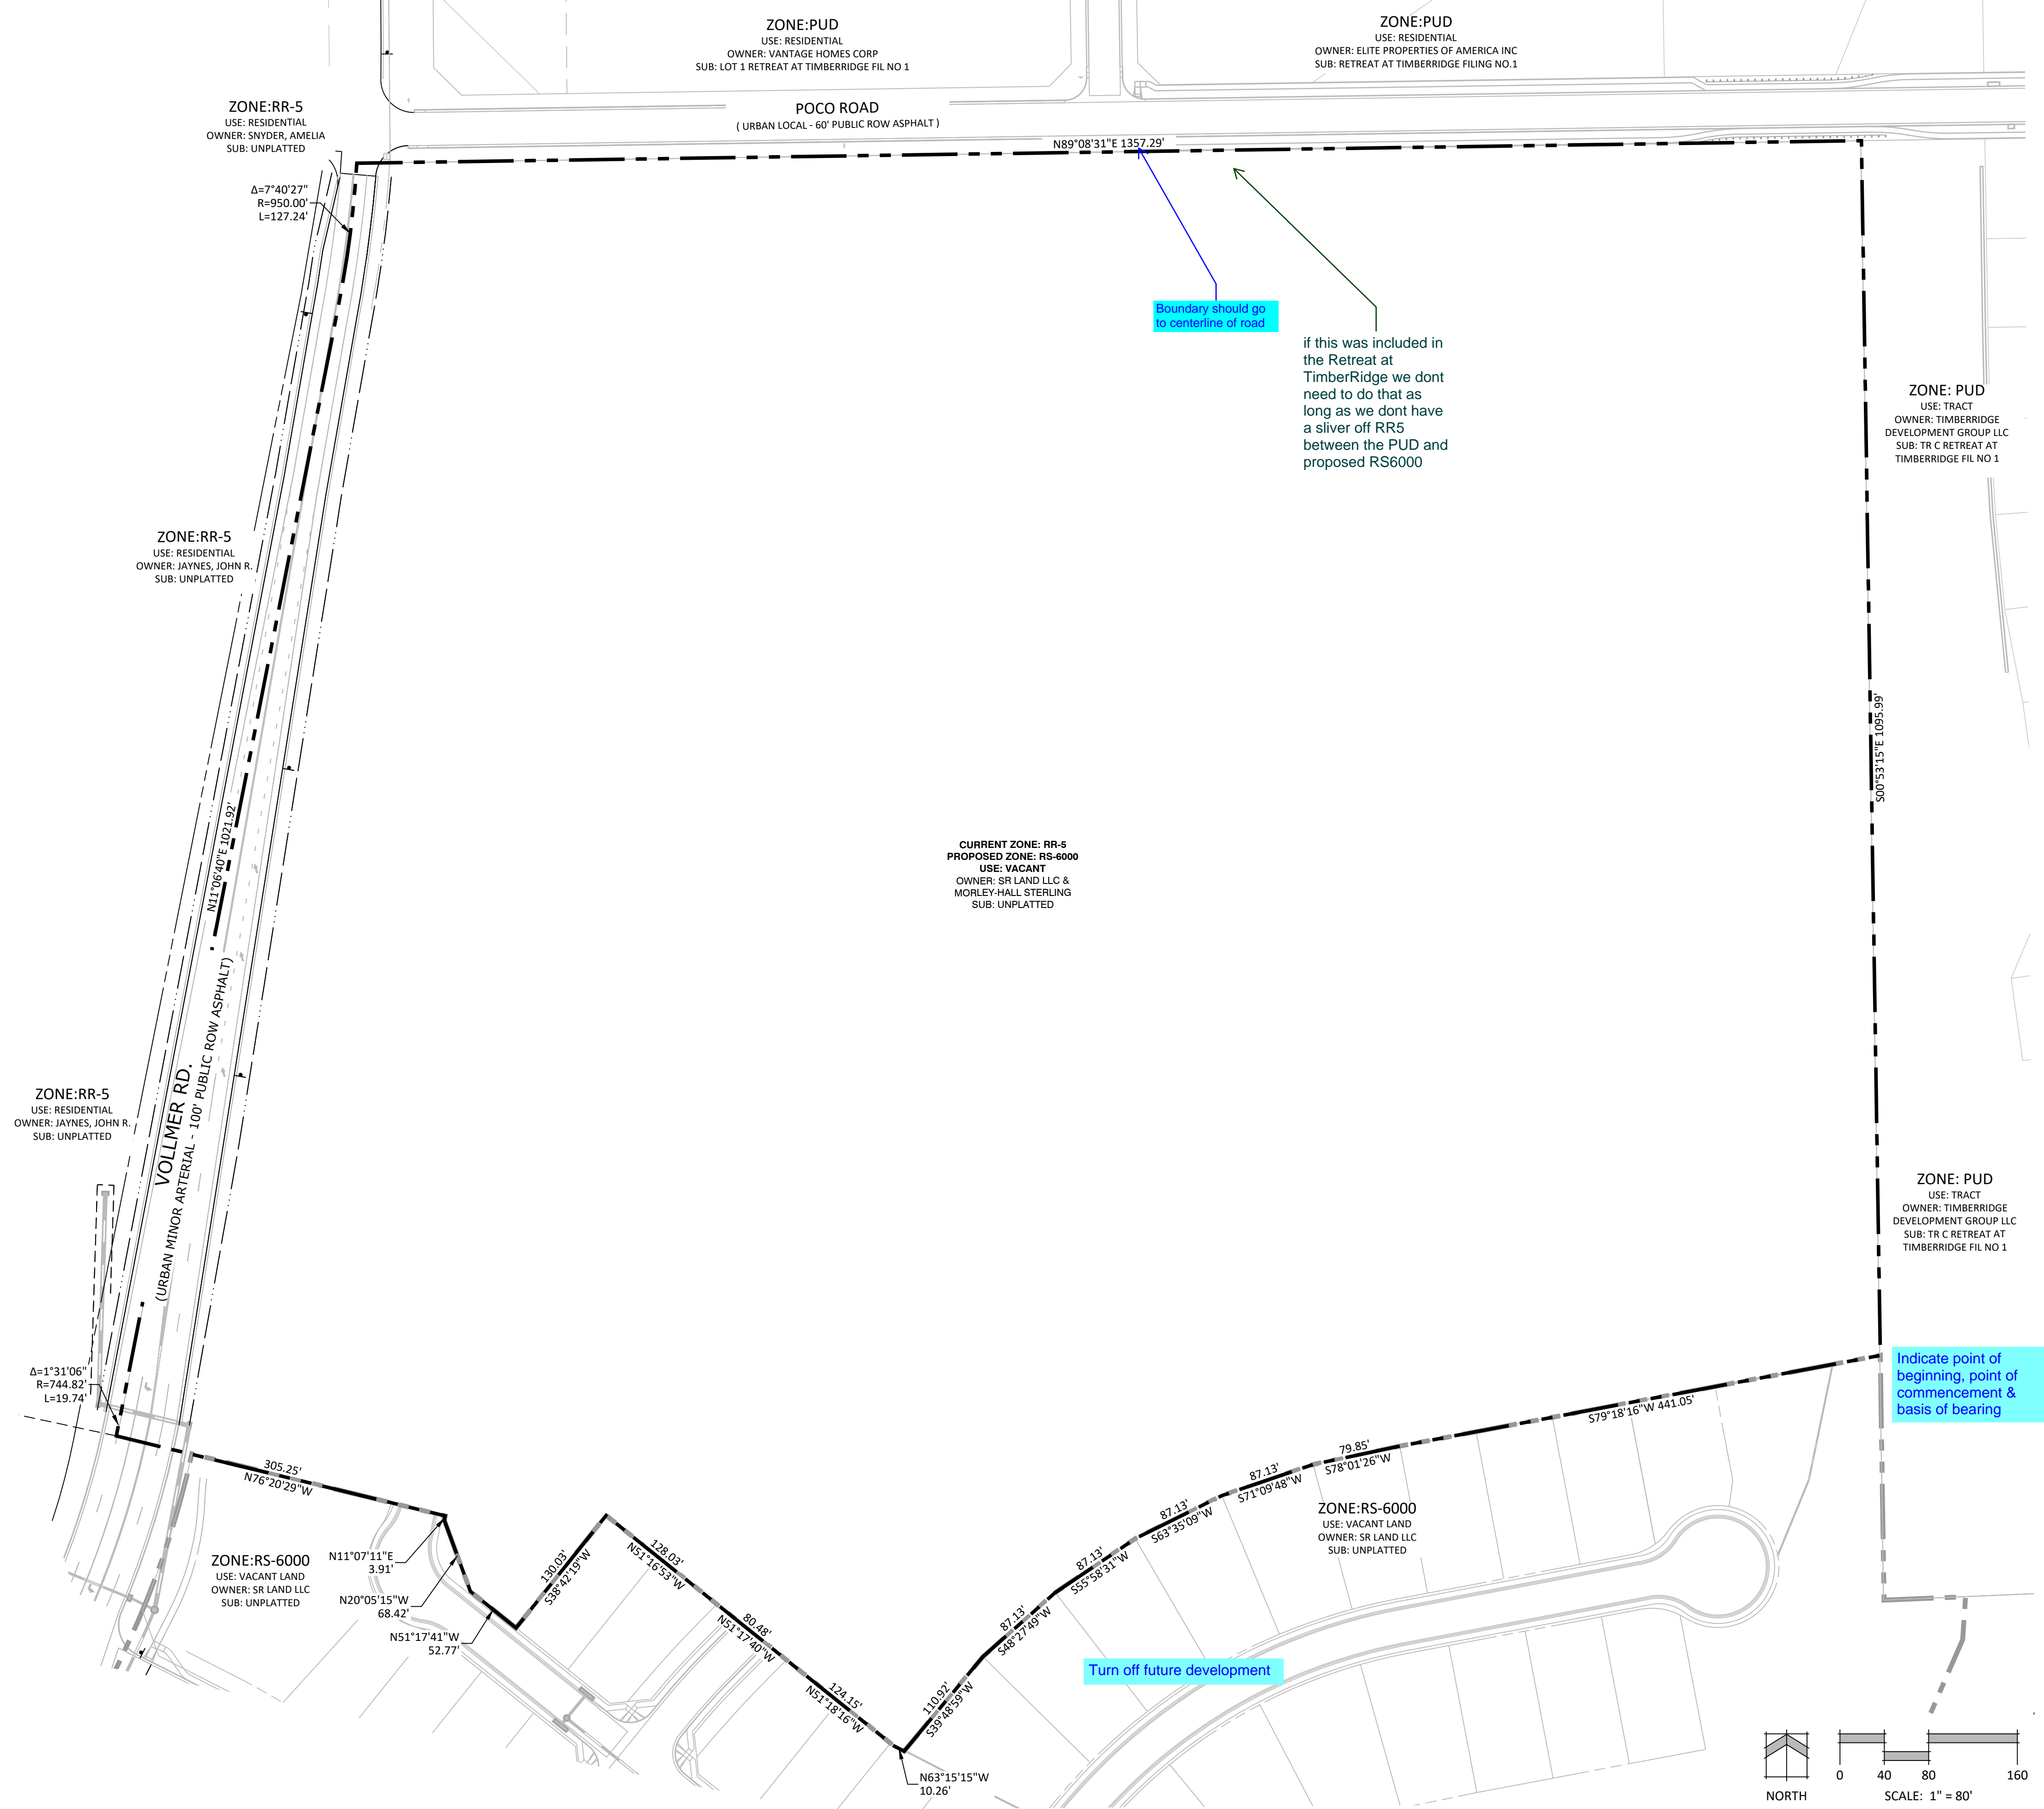 ZONE:PUD
USE: RESIDENTIAL
OWNER: VANTAGE HOMES CORP
SUB: LOT 1 RETREAT AT TIMBERRIDGE FIL NO 1
ZONE:PUD
USE: RESIDENTIAL
OWNER: ELITE PROPERTIES OF AMERICA INC
SUB: RETREAT AT TIMBERRIDGE FILING NO.1
ZONE:RR-5
USE: RESIDENTIAL
OWNER: SNYDER, AMELIA
SUB: UNPLATTED
POCO ROAD
( URBAN LOCAL - 60' PUBLIC ROW ASPHALT )
N89°08'31"E 1357.29'
Δ=7°40'27"
R=950.00'
L=127.24'
Boundary should go
to centerline of road
if this was included in
the Retreat at
TimberRidge we dont
need to do that as
long as we dont have
a sliver off RR5
between the PUD and
proposed RS6000
ZONE: PUD
USE: TRACT
OWNER: TIMBERRIDGE
DEVELOPMENT GROUP LLC
SUB: TR C RETREAT AT
TIMBERRIDGE FIL NO 1
ZONE:RR-5
USE: RESIDENTIAL
OWNER: JAYNES, JOHN R.
SUB: UNPLATTED
S00°53'15"E 1095.99'
N11°06'40"E 1021.92'
CURRENT ZONE: RR-5
PROPOSED ZONE: RS-6000
USE: VACANT
OWNER: SR LAND LLC &
MORLEY-HALL STERLING
SUB: UNPLATTED
VOLLMER RD.
(URBAN MINOR ARTERIAL - 100' PUBLIC ROW ASPHALT)
ZONE:RR-5
USE: RESIDENTIAL
OWNER: JAYNES, JOHN R.
SUB: UNPLATTED
ZONE: PUD
USE: TRACT
OWNER: TIMBERRIDGE
DEVELOPMENT GROUP LLC
SUB: TR C RETREAT AT
TIMBERRIDGE FIL NO 1
Δ=1°31'06"
R=744.82'
L=19.74'
Indicate point of
beginning, point of
commencement &
basis of bearing
305.25'
N76°20'29"W
N11°07'11"E
3.91'
N20°05'15"W
68.42'
N51°17'41"W
52.77'
130.03'
S38°42'19"W
128.03'
N51°16'53"W
80.48'
N51°17'40"W
124.15'
N51°18'16"W
N63°15'15"W
10.26'
110.92'
S39°48'59"W
87.13'
S48°27'49"W
87.13'
S55°58'31"W
87.13'
S63°35'09"W
87.13'
S71°09'48"W
79.85'
S78°01'26"W
S79°18'16"W 441.05'
ZONE:RS-6000
USE: VACANT LAND
OWNER: SR LAND LLC
SUB: UNPLATTED
ZONE:RS-6000
USE: VACANT LAND
OWNER: SR LAND LLC
SUB: UNPLATTED
Turn off future development
NORTH
0 40 80 160
SCALE: 1" = 80'